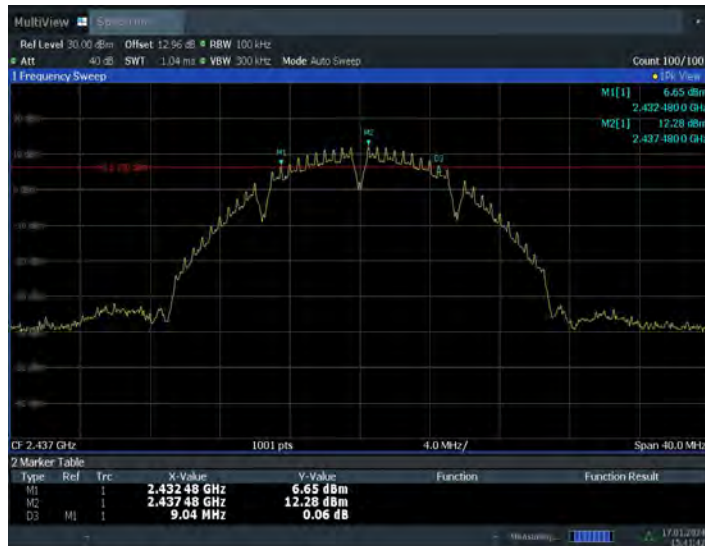 MultiView Spectrum
Ref Level 30.00 dBm Offset 12.96 dB RBW 100 kHz
Att 40 dB SWT 1.04 ms VBW 300 kHz Mode Auto Sweep Count 100/100
1 Frequency Sweep 1Pk View
M1[1] 6.65 dBm
2.432 480 0 GHz
M2[1] 12.28 dBm
2.437 480 0 GHz
M2
M1
D3
CF 2.437 GHz 1001 pts 4.0 MHz/ Span 40.0 MHz
2 Marker Table
Type Ref Trc X-Value Y-Value Function Function Result
M1 1 2.432 48 GHz 6.65 dBm
M2 1 2.437 48 GHz 12.28 dBm
D3 M1 1 9.04 MHz 0.06 dB
Measuring...